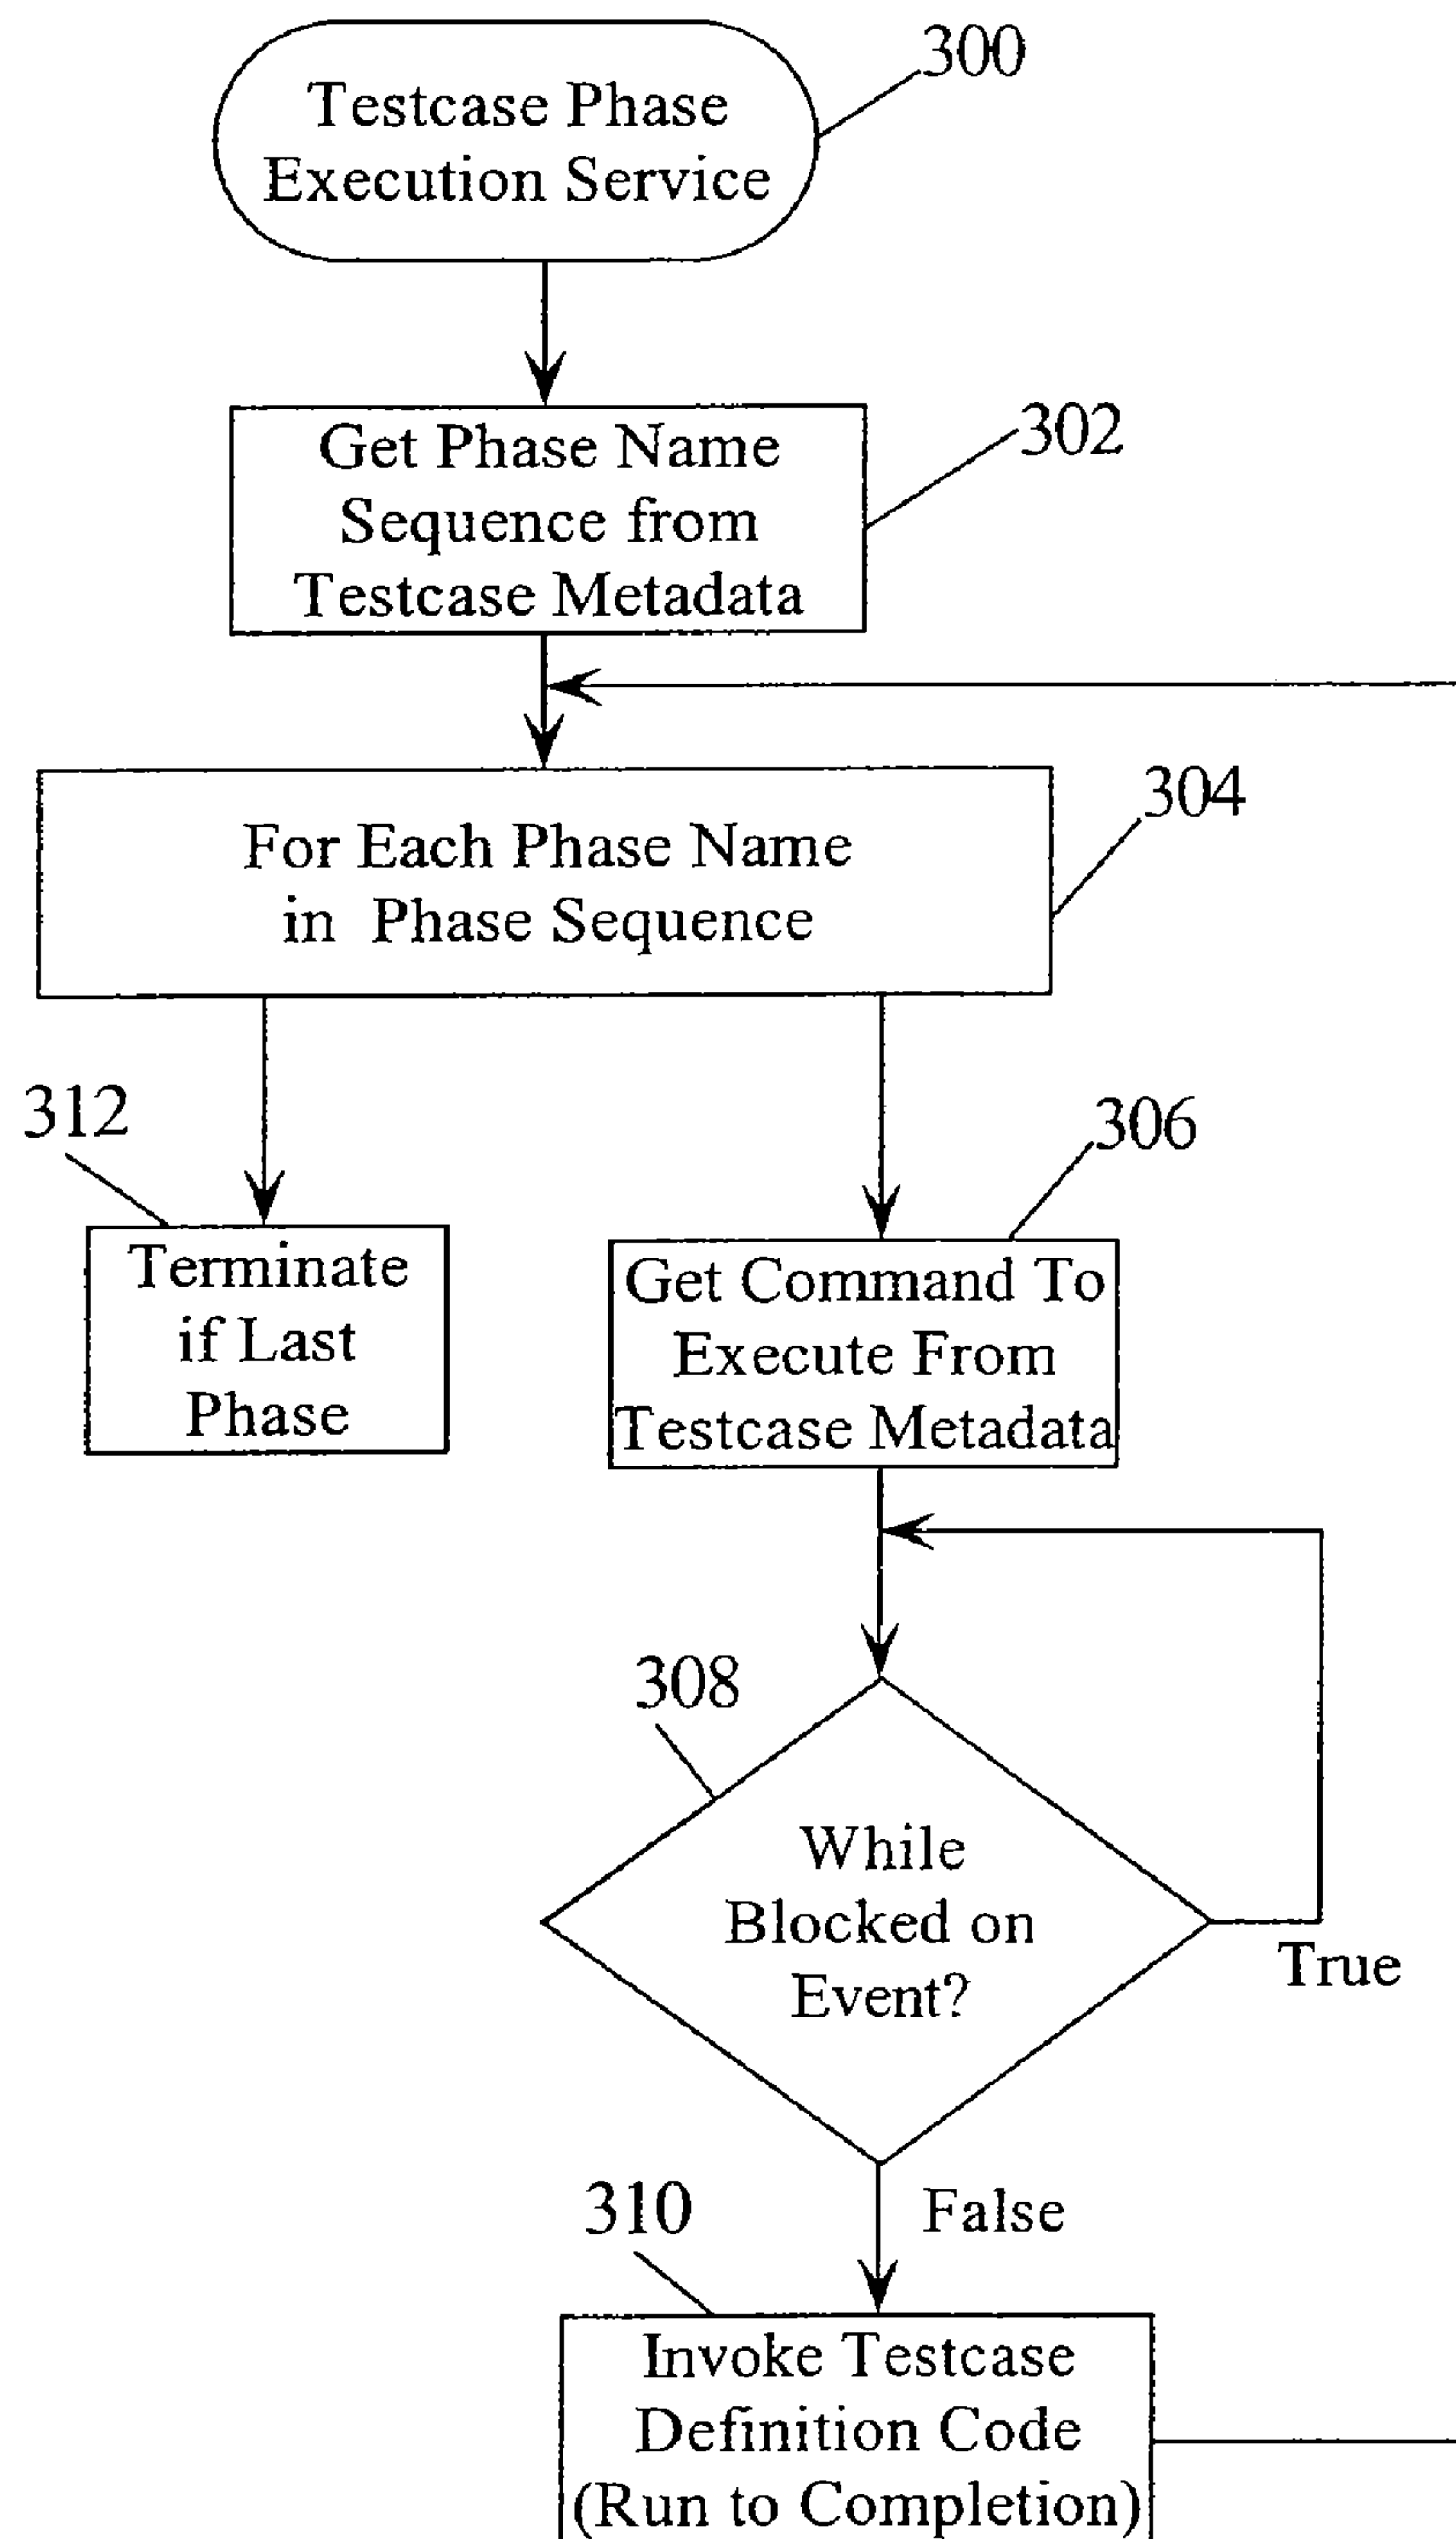 300
Testcase Phase
Execution Service
302
Get Phase Name
Sequence from
Testcase Metadata
304
For Each Phase Name
in Phase Sequence
312
306
Terminate
if Last
Phase
Get Command To
Execute From
Testcase Metadata
308
While
Blocked on
Event?
True
310
False
Invoke Testcase
Definition Code
(Run to Completion)